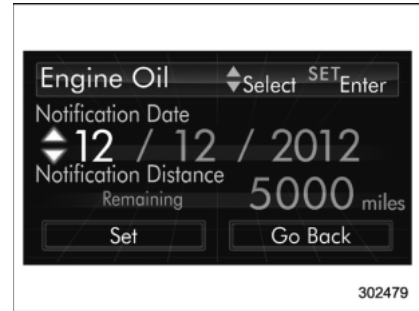 Engine Oil Select SET Enter
Notification Date
12 / 12 / 2012
Notification Distance
Remaining 5000 miles
Set Go Back
302479